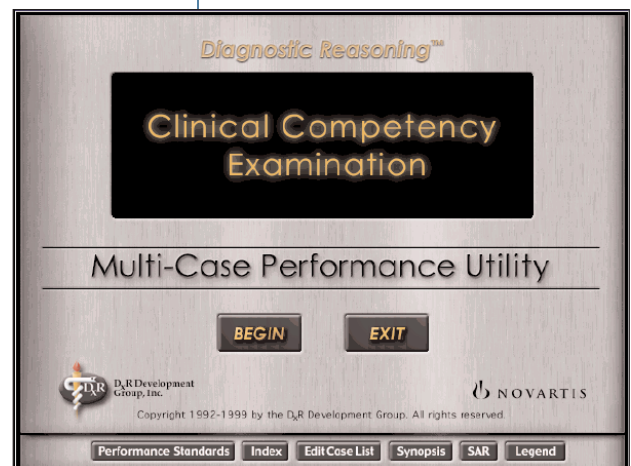 Diagnostic Reasoning™
Clinical Competency
Examination
Multi-Case Performance Utility
BEGIN EXIT
DxR
DxR Development
Group, Inc.
NOVARTIS
Copyright 1992-1999 by the DxR Development Group. All rights reserved.
Performance Standards Index Edit Case List Synopsis SAR Legend